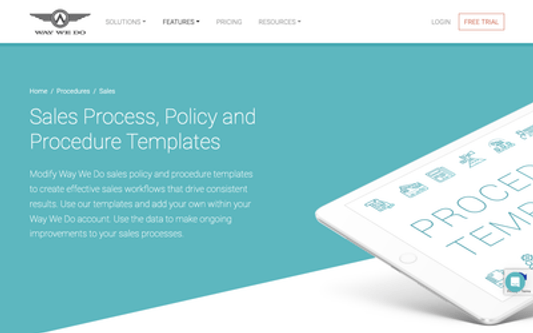 WAY WE DO
SOLUTIONS
FEATURES
PRICING
RESOURCES
LOGIN
FREE TRIAL
Home / Procedures / Sales
Sales Process, Policy and
Procedure Templates
Modify Way We Do sales policy and procedure templates
to create effective sales workflows that drive consistent
results. Use our templates and add your own within your
Way We Do account. Use the data to make ongoing
improvements to your sales processes
PROCED
TEMP